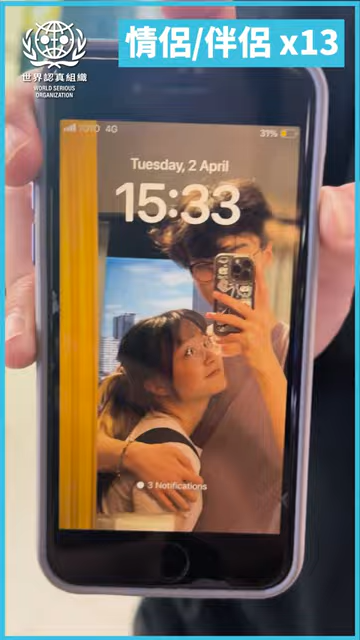 世界認真組織
WORLD SERIOUS
ORGANIZATION
情侶/伴侶 x13
4G
31%
Tuesday, 2 April
15:33
3 Notifications